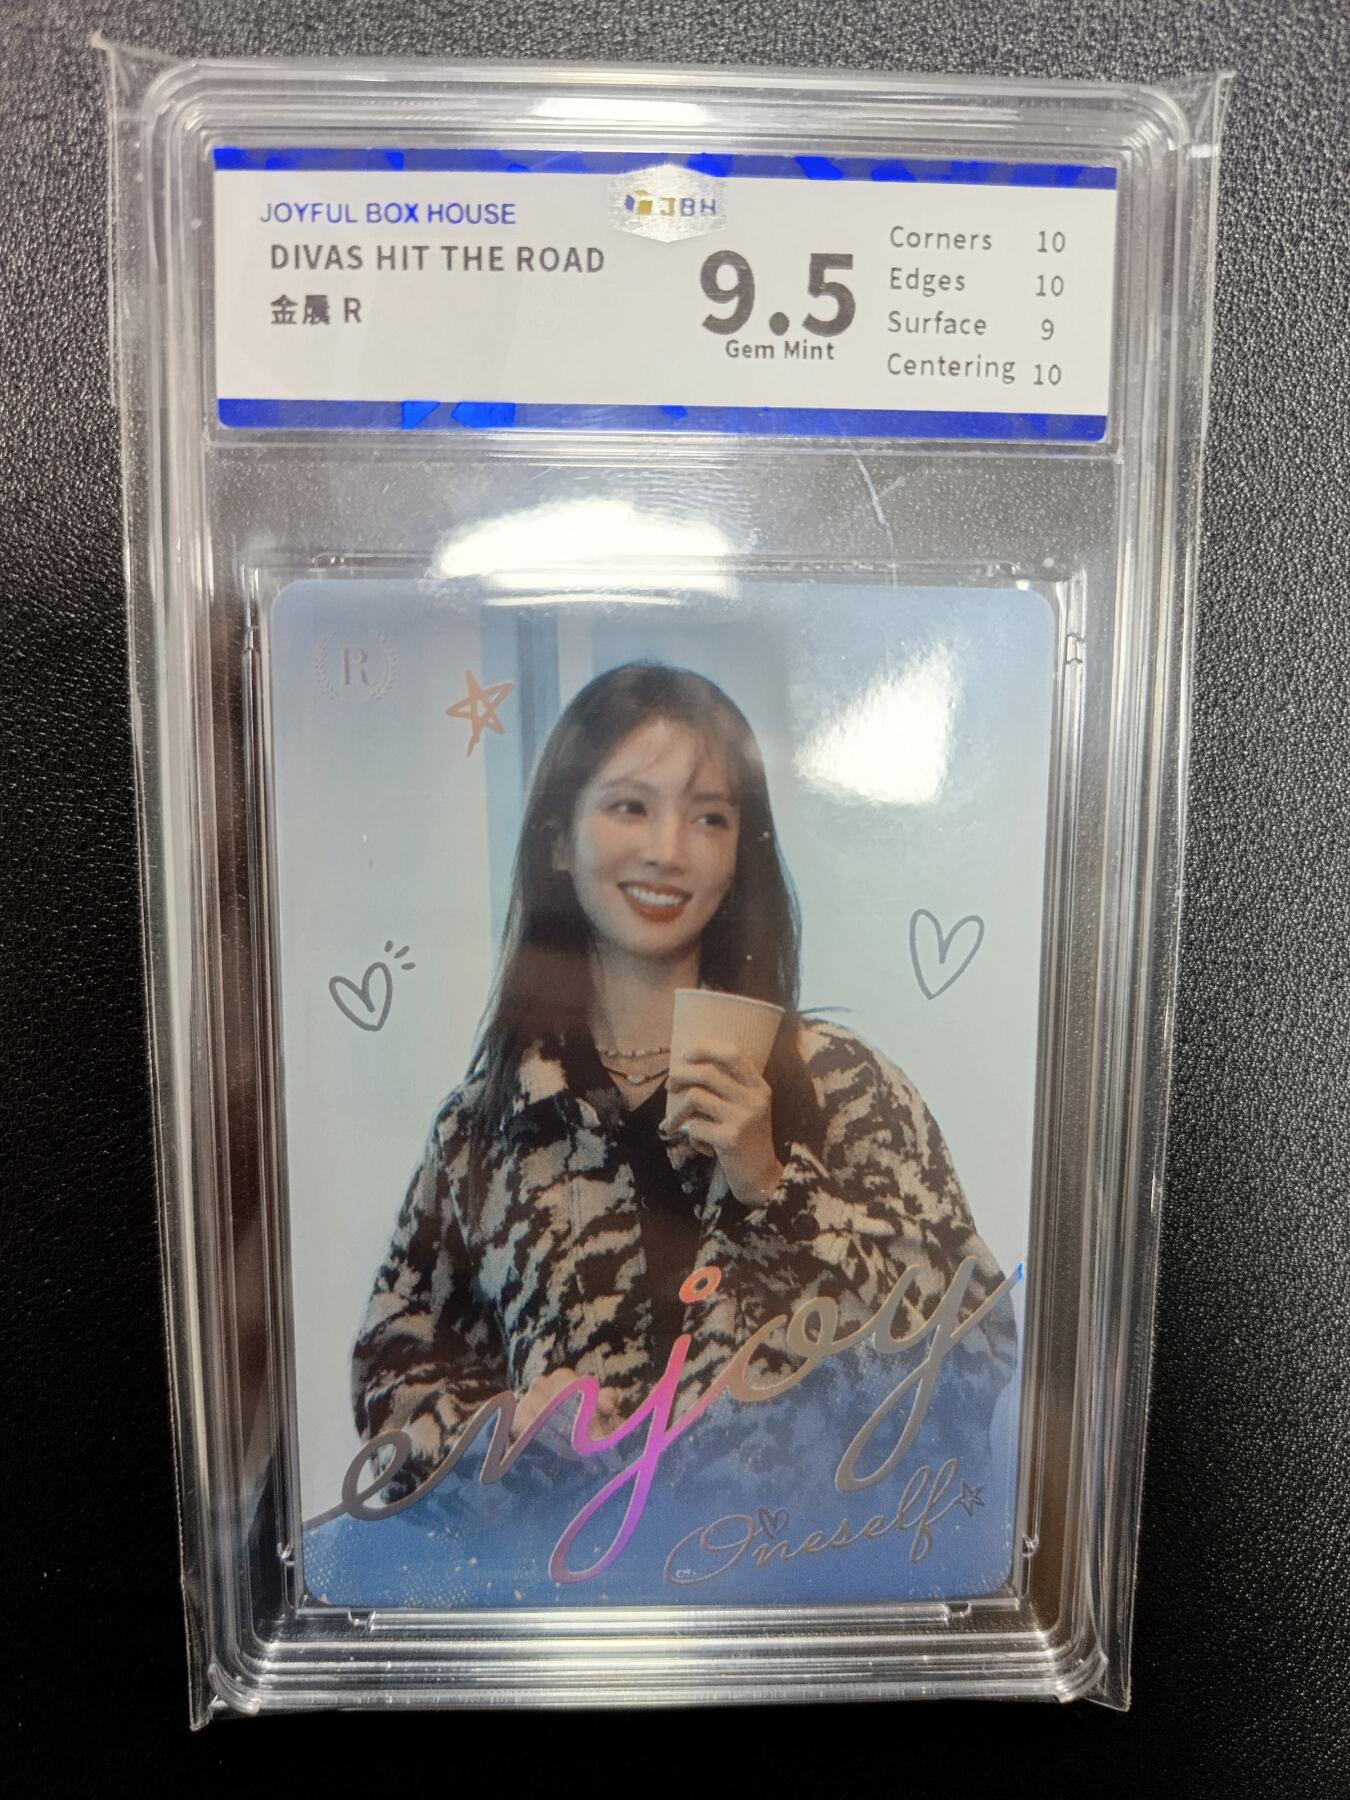 JBH
JOYFUL BOX HOUSE
DIVAS HIT THE ROAD
金晨 R
9.5
Gem Mint
Corners 10
Edges 10
Surface 9
Centering 10
R
enjoy
Oneself